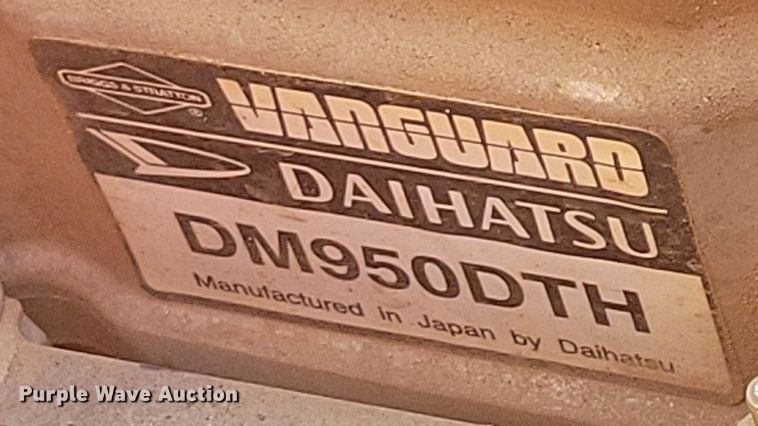 BRIGGS & STRATTON
®
VANGUARD
DAIHATSU
DM950DTH
Manufactured in Japan by Daihatsu
Purple Wave Auction